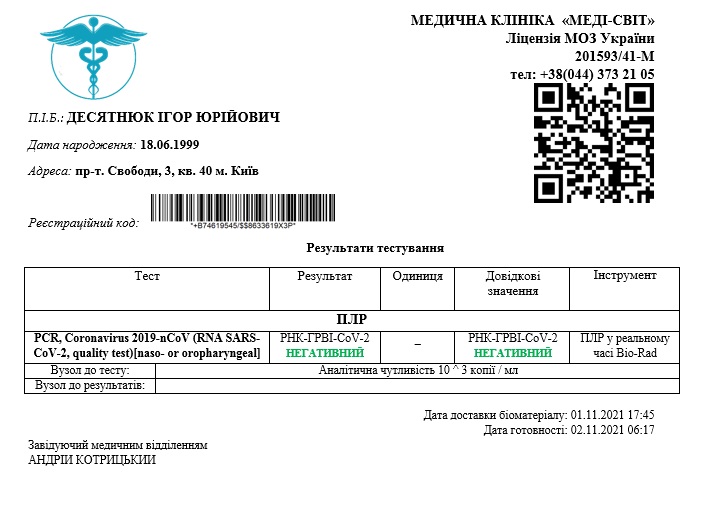 МЕДИЧНА КЛІНІКА «МЕДІ-СВІТ»
Ліцензія МОЗ України
201593/41-М
тел: +38(044) 373 21 05
П.І.Б.: ДЕСЯТНЮК ІГОР ЮРІЙОВИЧ
Дата народження: 18.06.1999
Адреса: пр-т. Свободи, 3, кв. 40 м. Київ
Реєстраційний код:
*+B74619545/$$8633619X3P*
Результати тестування
Тест Результат Одиниця Довідкові значення Інструмент
ПЛР
PCR, Coronavirus 2019-nCoV (RNA SARS- РНК-ГРВІ-CoV-2 – РНК-ГРВІ-CoV-2 ПЛР у реальному
CoV-2, quality test)[naso- or oropharyngeal] НЕГАТИВНИЙ НЕГАТИВНИЙ часі Bio-Rad
Вузол до тесту: Аналітична чутливість 10 ^ 3 копії / мл
Вузол до результатів:
Дата доставки біоматеріалу: 01.11.2021 17:45
Дата готовності: 02.11.2021 06:17
Завідуючий медичним відділенням
АНДРІЙ КОТРИЦЬКИЙ